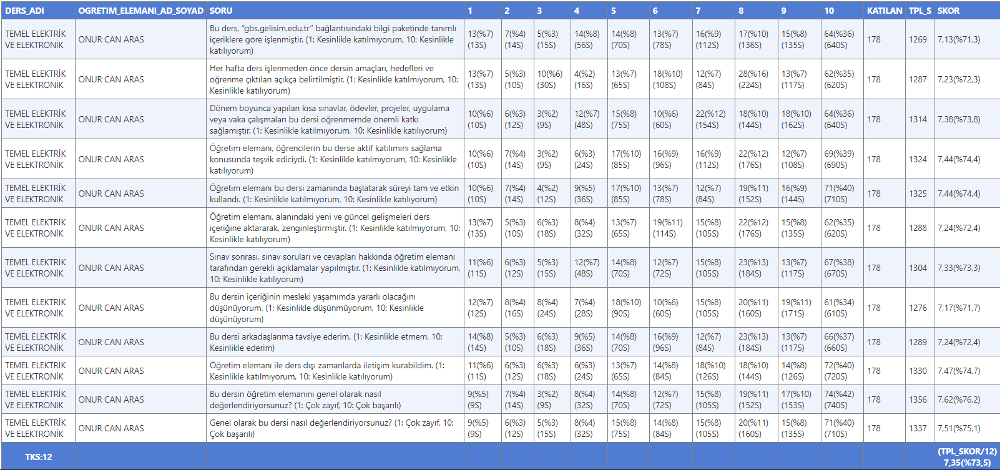 DERS_ADI OGRETIM_ELEMANI_AD_SOYAD SORU 1 2 3 4 5 6 7 8 9 10 KATILAN TPL_S SKOR
TEMEL ELEKTRİK VE ELEKTRONİK ONUR CAN ARAS Bu ders, “gbs.gelisim.edu.tr” bağlantısındaki bilgi paketinde tanımlı içeriklere göre işlenmiştir. (1: Kesinlikle katılmıyorum, 10: Kesinlikle katılıyorum) 13(%7) (13S) 7(%4) (14S) 5(%3) (15S) 14(%8) (56S) 14(%8) (70S) 13(%7) (78S) 16(%9) (112S) 17(%10) (136S) 15(%8) (135S) 64(%36) (640S) 178 1269 7,13(%71,3)
TEMEL ELEKTRİK VE ELEKTRONİK ONUR CAN ARAS Her hafta ders işlenmeden önce dersin amaçları, hedefleri ve öğrenme çıktıları açıkça belirtilmiştir. (1: Kesinlikle katılmıyorum, 10: Kesinlikle katılıyorum) 13(%7) (13S) 5(%3) (10S) 10(%6) (30S) 4(%2) (16S) 13(%7) (65S) 18(%10) (108S) 12(%7) (84S) 28(%16) (224S) 13(%7) (117S) 62(%35) (620S) 178 1287 7,23(%72,3)
TEMEL ELEKTRİK VE ELEKTRONİK ONUR CAN ARAS Dönem boyunca yapılan kısa sınavlar, ödevler, projeler, uygulama veya vaka çalışmaları bu dersi öğrenmemde önemli katkı sağlamıştır. (1: Kesinlikle katılmıyorum, 10: Kesinlikle katılıyorum) 10(%6) (10S) 6(%3) (12S) 3(%2) (9S) 12(%7) (48S) 15(%8) (75S) 10(%6) (60S) 22(%12) (154S) 18(%10) (144S) 18(%10) (162S) 64(%36) (640S) 178 1314 7,38(%73,8)
TEMEL ELEKTRİK VE ELEKTRONİK ONUR CAN ARAS Öğretim elemanı, öğrencilerin bu derse aktif katılımını sağlama konusunda teşvik ediciydi. (1: Kesinlikle katılmıyorum, 10: Kesinlikle katılıyorum) 10(%6) (10S) 7(%4) (14S) 3(%2) (9S) 6(%3) (24S) 17(%10) (85S) 16(%9) (96S) 16(%9) (112S) 22(%12) (176S) 12(%7) (108S) 69(%39) (690S) 178 1324 7,44(%74,4)
TEMEL ELEKTRİK VE ELEKTRONİK ONUR CAN ARAS Öğretim elemanı bu dersi zamanında başlatarak süreyi tam ve etkin kullandı. (1: Kesinlikle katılmıyorum, 10: Kesinlikle katılıyorum) 10(%6) (10S) 7(%4) (14S) 4(%2) (12S) 9(%5) (36S) 17(%10) (85S) 13(%7) (78S) 12(%7) (84S) 19(%11) (152S) 16(%9) (144S) 71(%40) (710S) 178 1325 7,44(%74,4)
TEMEL ELEKTRİK VE ELEKTRONİK ONUR CAN ARAS Öğretim elemanı, alanındaki yeni ve güncel gelişmeleri ders içeriğine aktararak, zenginleştirmiştir. (1: Kesinlikle katılmıyorum, 10: Kesinlikle katılıyorum) 13(%7) (13S) 5(%3) (10S) 6(%3) (18S) 8(%4) (32S) 13(%7) (65S) 19(%11) (114S) 15(%8) (105S) 22(%12) (176S) 15(%8) (135S) 62(%35) (620S) 178 1288 7,24(%72,4)
TEMEL ELEKTRİK VE ELEKTRONİK ONUR CAN ARAS Sınav sonrası, sınav soruları ve cevapları hakkında öğretim elemanı tarafından gerekli açıklamalar yapılmıştır. (1: Kesinlikle katılmıyorum, 10: Kesinlikle katılıyorum) 11(%6) (11S) 6(%3) (12S) 5(%3) (15S) 12(%7) (48S) 14(%8) (70S) 12(%7) (72S) 15(%8) (105S) 23(%13) (184S) 13(%7) (117S) 67(%38) (670S) 178 1304 7,33(%73,3)
TEMEL ELEKTRİK VE ELEKTRONİK ONUR CAN ARAS Bu dersin içeriğinin mesleki yaşamımda yararlı olacağını düşünüyorum. (1: Kesinlikle düşünmüyorum, 10: Kesinlikle düşünüyorum) 12(%7) (12S) 8(%4) (16S) 8(%4) (24S) 7(%4) (28S) 18(%10) (90S) 10(%6) (60S) 15(%8) (105S) 20(%11) (160S) 19(%11) (171S) 61(%34) (610S) 178 1276 7,17(%71,7)
TEMEL ELEKTRİK VE ELEKTRONİK ONUR CAN ARAS Bu dersi arkadaşlarıma tavsiye ederim. (1: Kesinlikle etmem, 10: Kesinlikle ederim) 14(%8) (14S) 5(%3) (10S) 6(%3) (18S) 9(%5) (36S) 14(%8) (70S) 16(%9) (96S) 12(%7) (84S) 23(%13) (184S) 13(%7) (117S) 66(%37) (660S) 178 1289 7,24(%72,4)
TEMEL ELEKTRİK VE ELEKTRONİK ONUR CAN ARAS Öğretim elemanı ile ders dışı zamanlarda iletişim kurabildim. (1: Kesinlikle katılmıyorum, 10: Kesinlikle katılıyorum) 11(%6) (11S) 6(%3) (12S) 6(%3) (18S) 6(%3) (24S) 13(%7) (65S) 14(%8) (84S) 18(%10) (126S) 18(%10) (144S) 14(%8) (126S) 72(%40) (720S) 178 1330 7,47(%74,7)
TEMEL ELEKTRİK VE ELEKTRONİK ONUR CAN ARAS Bu dersin öğretim elemanını genel olarak nasıl değerlendiriyorsunuz? (1: Çok zayıf, 10: Çok başarılı) 9(%5) (9S) 7(%4) (14S) 3(%2) (9S) 8(%4) (32S) 14(%8) (70S) 12(%7) (72S) 15(%8) (105S) 19(%11) (152S) 17(%10) (153S) 74(%42) (740S) 178 1356 7,62(%76,2)
TEMEL ELEKTRİK VE ELEKTRONİK ONUR CAN ARAS Genel olarak bu dersi nasıl değerlendiriyorsunuz? (1: Çok zayıf, 10: Çok başarılı) 9(%5) (9S) 6(%3) (12S) 5(%3) (15S) 8(%4) (32S) 15(%8) (75S) 14(%8) (84S) 15(%8) (105S) 20(%11) (160S) 15(%8) (135S) 71(%40) (710S) 178 1337 7,51(%75,1)
TKS:12 (TPL_SKOR/12) 7,35(%73,5)